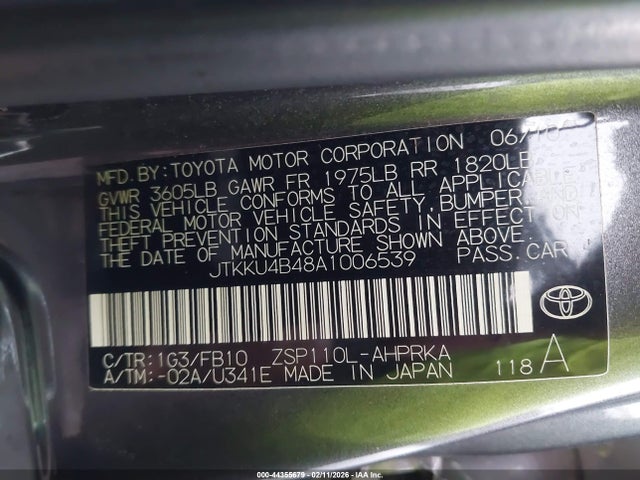 MFD. BY: TOYOTA MOTOR CORPORATION 06/10
GVWR 3605LB GAWR FR 1975LB RR 1820LB
THIS VEHICLE CONFORMS TO ALL APPLICABLE
FEDERAL MOTOR VEHICLE SAFETY, BUMPER, AND
THEFT PREVENTION STANDARDS IN EFFECT ON
THE DATE OF MANUFACTURE SHOWN ABOVE.
JTKKU4B48A1006539 PASS. CAR
C/TR: 1G3/FB10 ZSP110L-AHPRKA
A/TM: -02A/U341E MADE IN JAPAN 118 A
000-44355679 - 02/11/2026 - IAA Inc.